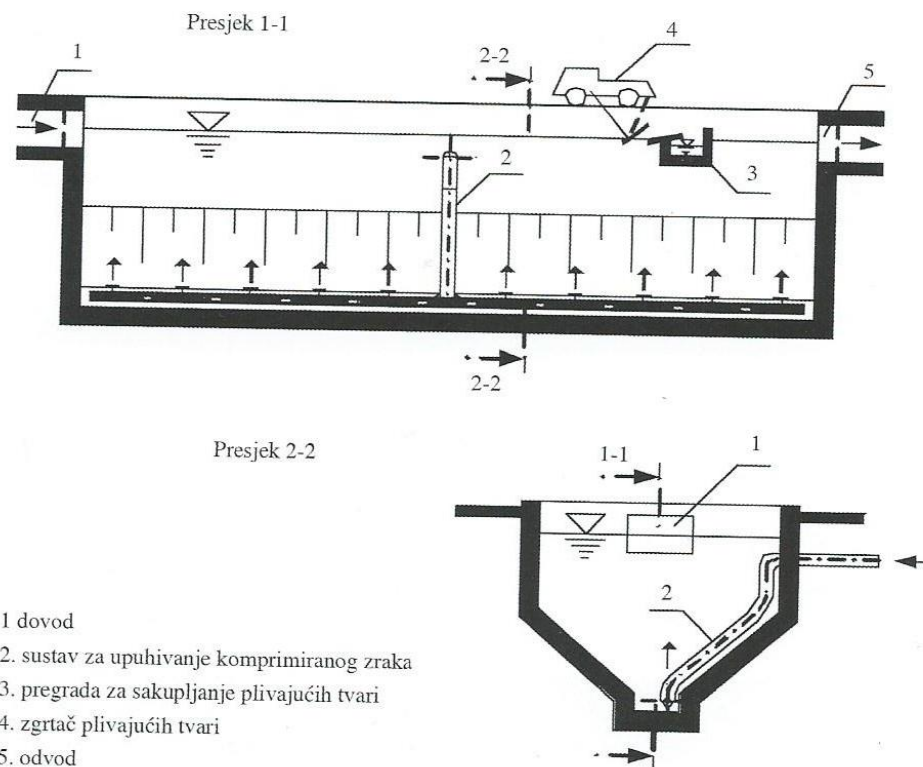 Presjek 1-1
1
2-2
4
5
2
3
2-2
Presjek 2-2
1-1
1
2
1 dovod
2. sustav za upuhivanje komprimiranog zraka
3. pregrada za sakupljanje plivajućih tvari
4. zgrtač plivajućih tvari
5. odvod